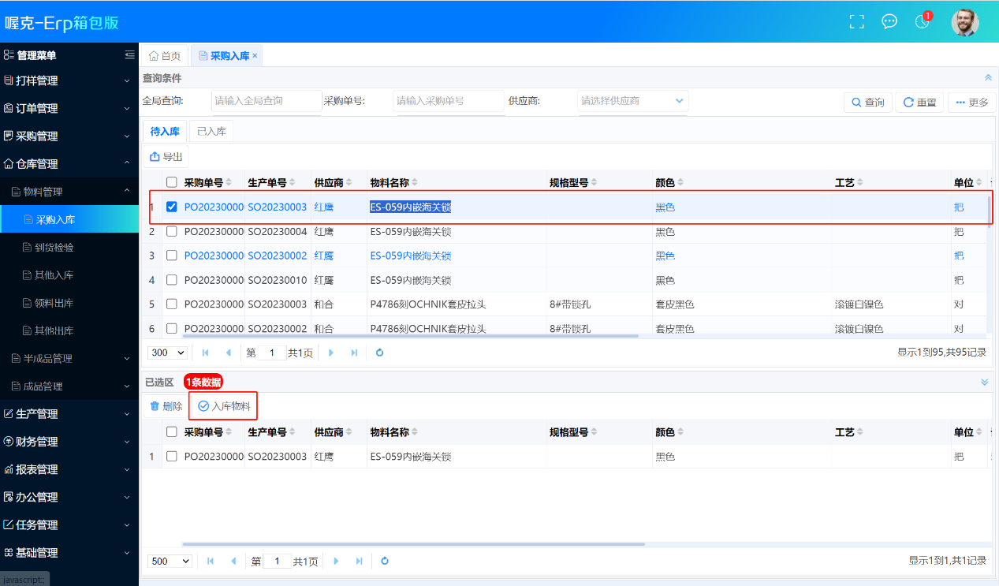 喔克-Erp箱包版
1
管理菜单
首页
采购入库 ×
打样管理
订单管理
采购管理
仓库管理
物料管理
采购入库
到货检验
其他入库
领料出库
其他出库
半成品管理
成品管理
生产管理
财务管理
报表管理
办公管理
任务管理
基础管理
javascript:;
查询条件
全局查询: 请输入全局查询 采购单号: 请输入采购单号 供应商: 请选择供应商 查询 重置 更多
待入库 已入库
导出
采购单号 生产单号 供应商 物料名称 规格型号 颜色 工艺 单位
1 PO20230000 SO20230003 红鹰 ES-059内嵌海关锁 黑色 把
2 PO20230000 SO20230004 红鹰 ES-059内嵌海关锁 黑色 把
3 PO20230000 SO20230002 红鹰 ES-059内嵌海关锁 黑色 把
4 PO20230000 SO20230010 红鹰 ES-059内嵌海关锁 黑色 把
5 PO20230000 SO20230003 和合 P4786刻OCHNIK套皮拉头 8#带锁孔 套皮黑色 滚镀白镍色 对
6 PO20230000 SO20230002 和合 P4786刻OCHNIK套皮拉头 8#带锁孔 套皮黑色 滚镀白镍色 对
300 第 1 共1页 显示1到95,共95记录
已选区 1条数据
删除 入库物料
采购单号 生产单号 供应商 物料名称 规格型号 颜色 工艺 单位
1 PO20230000 SO20230003 红鹰 ES-059内嵌海关锁 黑色 把
500 第 1 共1页 显示1到1,共1记录